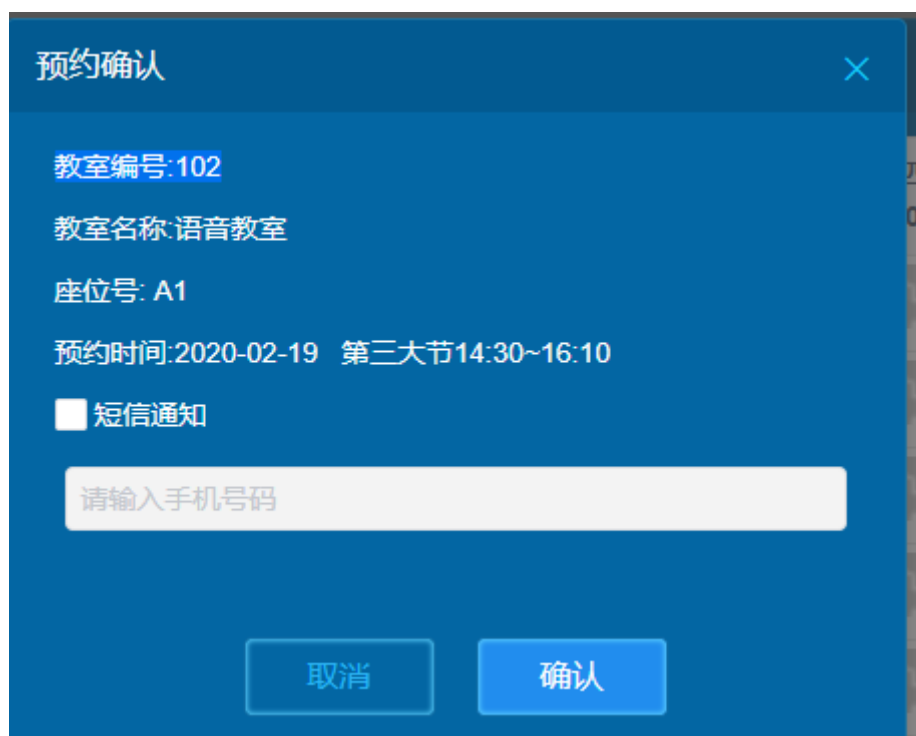 预约确认
教室编号:102
教室名称:语音教室
座位号: A1
预约时间:2020-02-19 第三大节14:30~16:10
短信通知
请输入手机号码
取消 确认